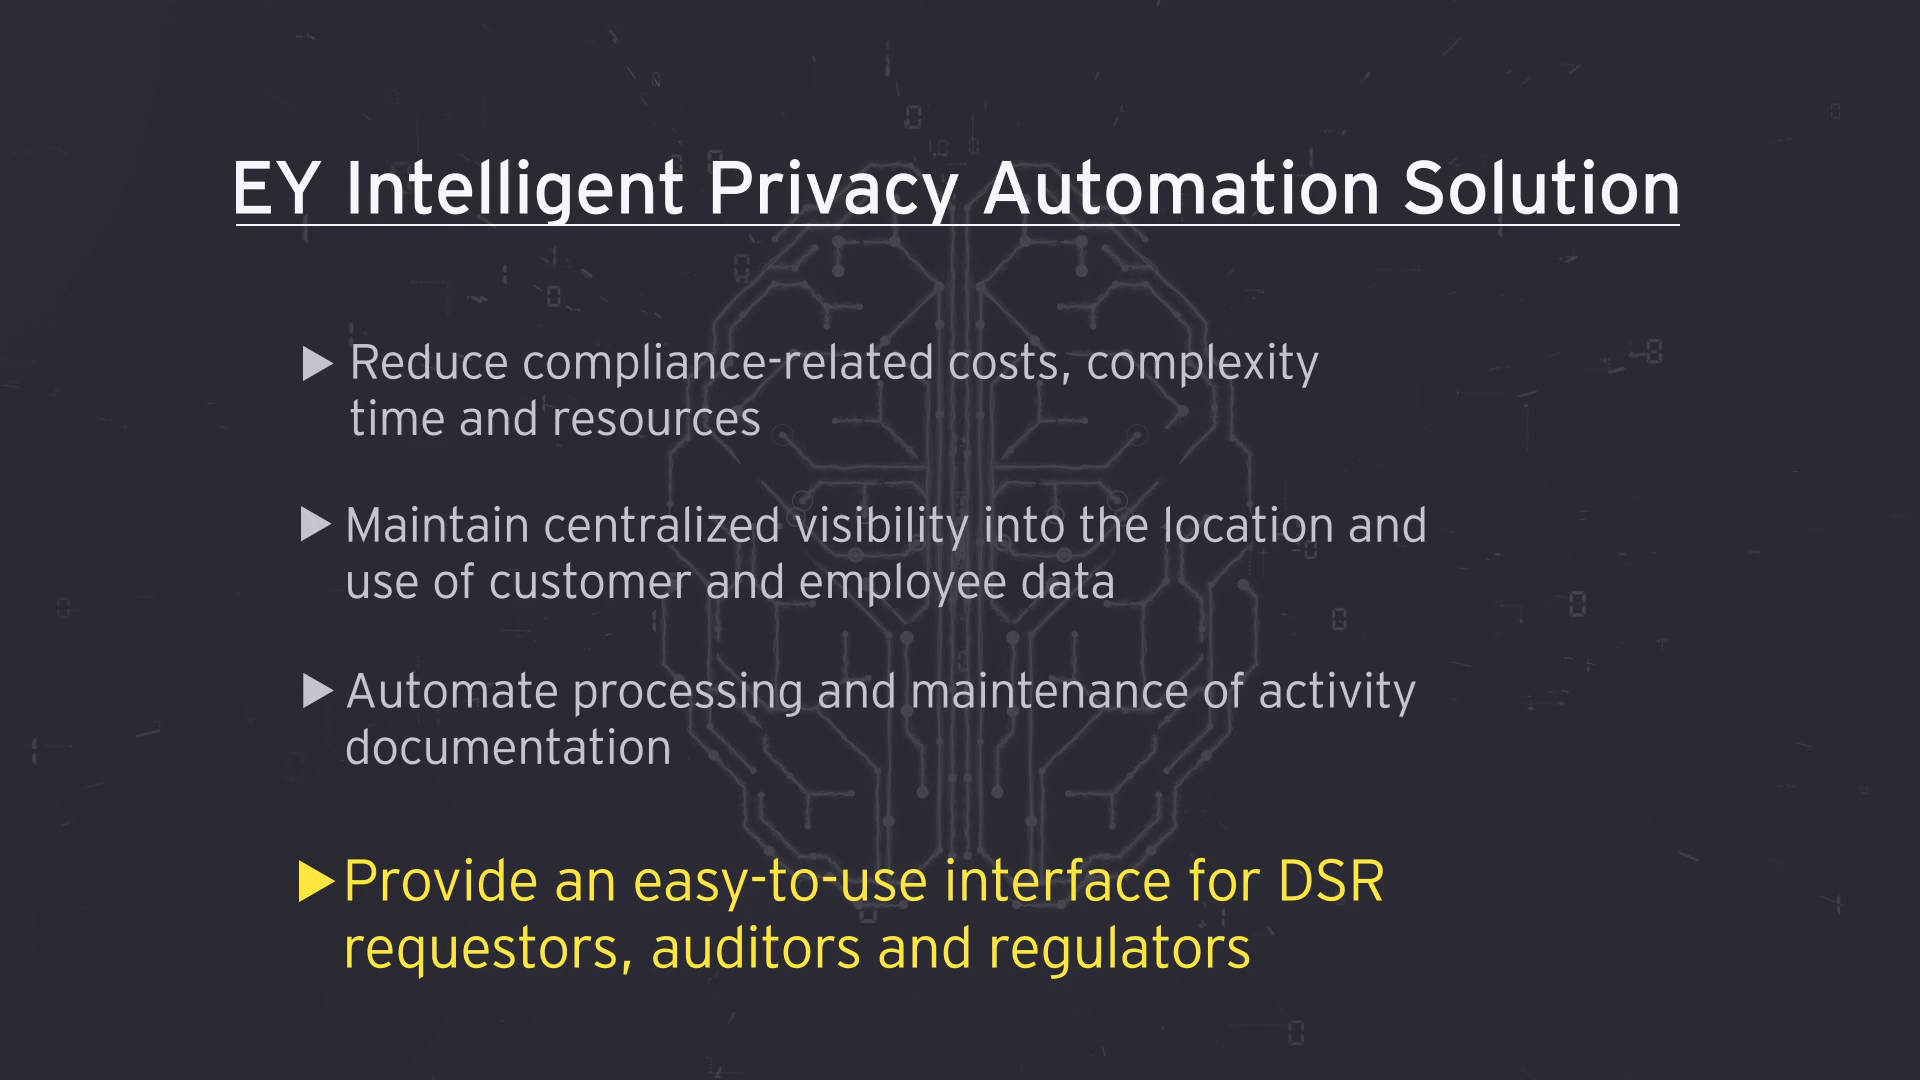 EY Intelligent Privacy Automation Solution
▶ Reduce compliance-related costs, complexity
time and resources
▶ Maintain centralized visibility into the location and
use of customer and employee data
▶ Automate processing and maintenance of activity
documentation
▶ Provide an easy-to-use interface for DSR
requestors, auditors and regulators